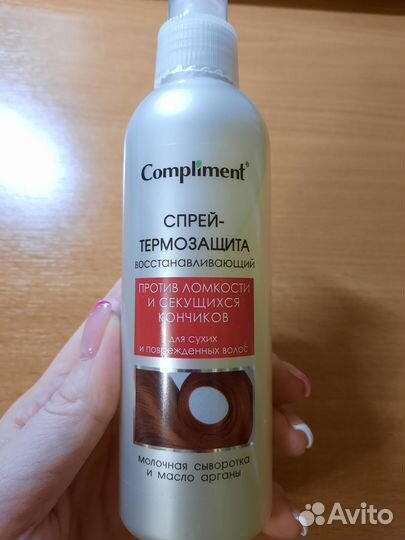 Compliment®
СПРЕЙ-
ТЕРМОЗАЩИТА
восстанавливающий
ПРОТИВ ЛОМКОСТИ
И СЕКУЩИХСЯ
КОНЧИКОВ
для сухих
и поврежденных волос
молочная сыворотка
и масло арганы
Avito